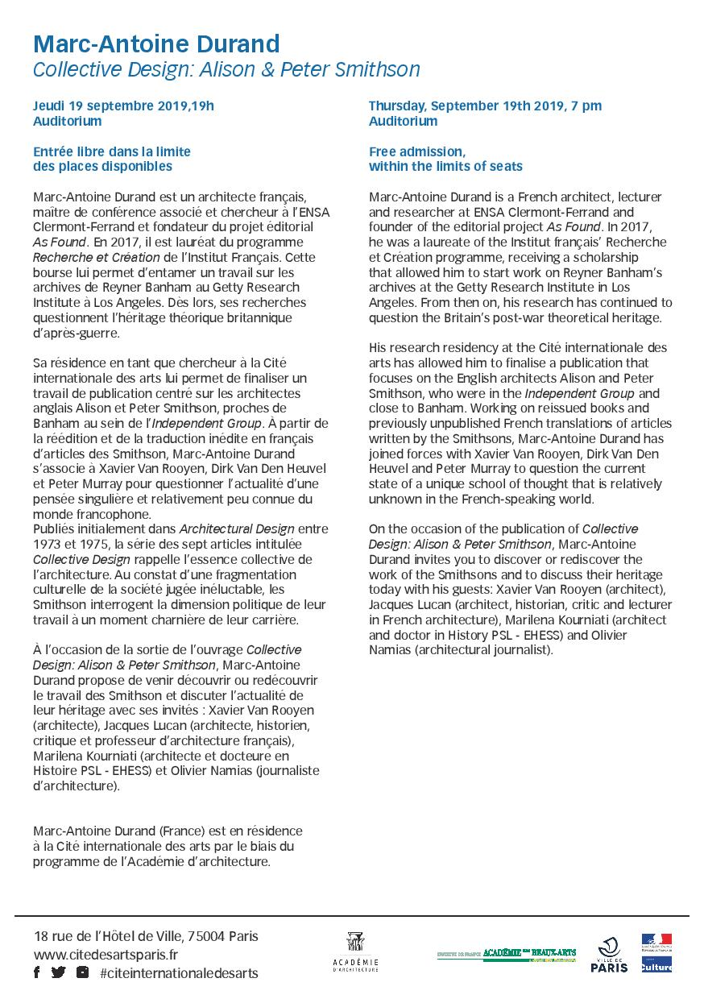 Marc-Antoine Durand
Collective Design: Alison & Peter Smithson
Jeudi 19 septembre 2019,19h
Auditorium
Entrée libre dans la limite
des places disponibles
Marc-Antoine Durand est un architecte français,
maître de conférence associé et chercheur à l’ENSA
Clermont-Ferrand et fondateur du projet éditorial
As Found. En 2017, il est lauréat du programme
Recherche et Création de l’Institut Français. Cette
bourse lui permet d’entamer un travail sur les
archives de Reyner Banham au Getty Research
Institute à Los Angeles. Dès lors, ses recherches
questionnent l’héritage théorique britannique
d’après-guerre.
Sa résidence en tant que chercheur à la Cité
internationale des arts lui permet de finaliser un
travail de publication centré sur les architectes
anglais Alison et Peter Smithson, proches de
Banham au sein de l’Independent Group. À partir de
la réédition et de la traduction inédite en français
d’articles des Smithson, Marc-Antoine Durand
s’associe à Xavier Van Rooyen, Dirk Van Den Heuvel
et Peter Murray pour questionner l’actualité d’une
pensée singulière et relativement peu connue du
monde francophone.
Publiés initialement dans Architectural Design entre
1973 et 1975, la série des sept articles intitulée
Collective Design rappelle l’essence collective de
l’architecture. Au constat d’une fragmentation
culturelle de la société jugée inéluctable, les
Smithson interrogent la dimension politique de leur
travail à un moment charnière de leur carrière.
À l’occasion de la sortie de l’ouvrage Collective
Design: Alison & Peter Smithson, Marc-Antoine
Durand propose de venir découvrir ou redécouvrir
le travail des Smithson et discuter l’actualité de
leur héritage avec ses invités : Xavier Van Rooyen
(architecte), Jacques Lucan (architecte, historien,
critique et professeur d’architecture français),
Marilena Kourniati (architecte et docteure en
Histoire PSL - EHESS) et Olivier Namias (journaliste
d’architecture).
Marc-Antoine Durand (France) est en résidence
à la Cité internationale des arts par le biais du
programme de l’Académie d’architecture.
Thursday, September 19th 2019, 7 pm
Auditorium
Free admission,
within the limits of seats
Marc-Antoine Durand is a French architect, lecturer
and researcher at ENSA Clermont-Ferrand and
founder of the editorial project As Found. In 2017,
he was a laureate of the Institut français’ Recherche
et Création programme, receiving a scholarship
that allowed him to start work on Reyner Banham’s
archives at the Getty Research Institute in Los
Angeles. From then on, his research has continued to
question the Britain’s post-war theoretical heritage.
His research residency at the Cité internationale des
arts has allowed him to finalise a publication that
focuses on the English architects Alison and Peter
Smithson, who were in the Independent Group and
close to Banham. Working on reissued books and
previously unpublished French translations of articles
written by the Smithsons, Marc-Antoine Durand has
joined forces with Xavier Van Rooyen, Dirk Van Den
Heuvel and Peter Murray to question the current
state of a unique school of thought that is relatively
unknown in the French-speaking world.
On the occasion of the publication of Collective
Design: Alison & Peter Smithson, Marc-Antoine
Durand invites you to discover or rediscover the
work of the Smithsons and to discuss their heritage
today with his guests: Xavier Van Rooyen (architect),
Jacques Lucan (architect, historian, critic and lecturer
in French architecture), Marilena Kourniati (architect
and doctor in History PSL - EHESS) and Olivier
Namias (architectural journalist).
18 rue de l’Hôtel de Ville, 75004 Paris
www.citedesartsparis.fr
#citeinternationaledesarts
ACADÉMIE
D'ARCHITECTURE
INSTITUT DE FRANCE ACADÉMIE DES BEAUX-ARTS
VILLE DE
PARIS
Culture